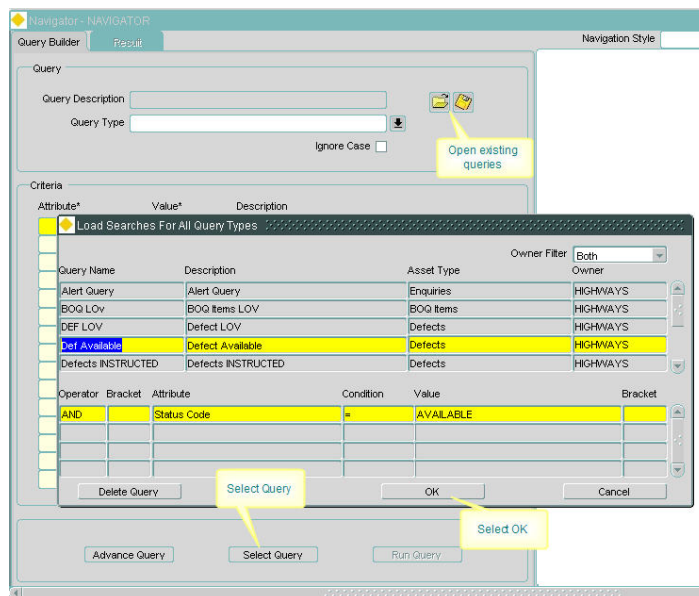 Navigator - NAVIGATOR
Query Builder Result Navigation Style
Query
Query Description
Query Type
Ignore Case
Open existing
queries
Criteria
Attribute* Value* Description
Load Searches For All Query Types
Owner Filter Both
Query Name Description Asset Type Owner
Alert Query Alert Query Enquiries HIGHWAYS
BOQ LOv BOQ Items LOV BOQ Items HIGHWAYS
DEF LOV Defect LOV Defects HIGHWAYS
Def Available Defect Available Defects HIGHWAYS
Defects INSTRUCTED Defects INSTRUCTED Defects HIGHWAYS
Operator Bracket Attribute Condition Value Bracket
AND Status Code = AVAILABLE
Delete Query Select Query OK Cancel
Select OK
Advance Query Select Query Run Query